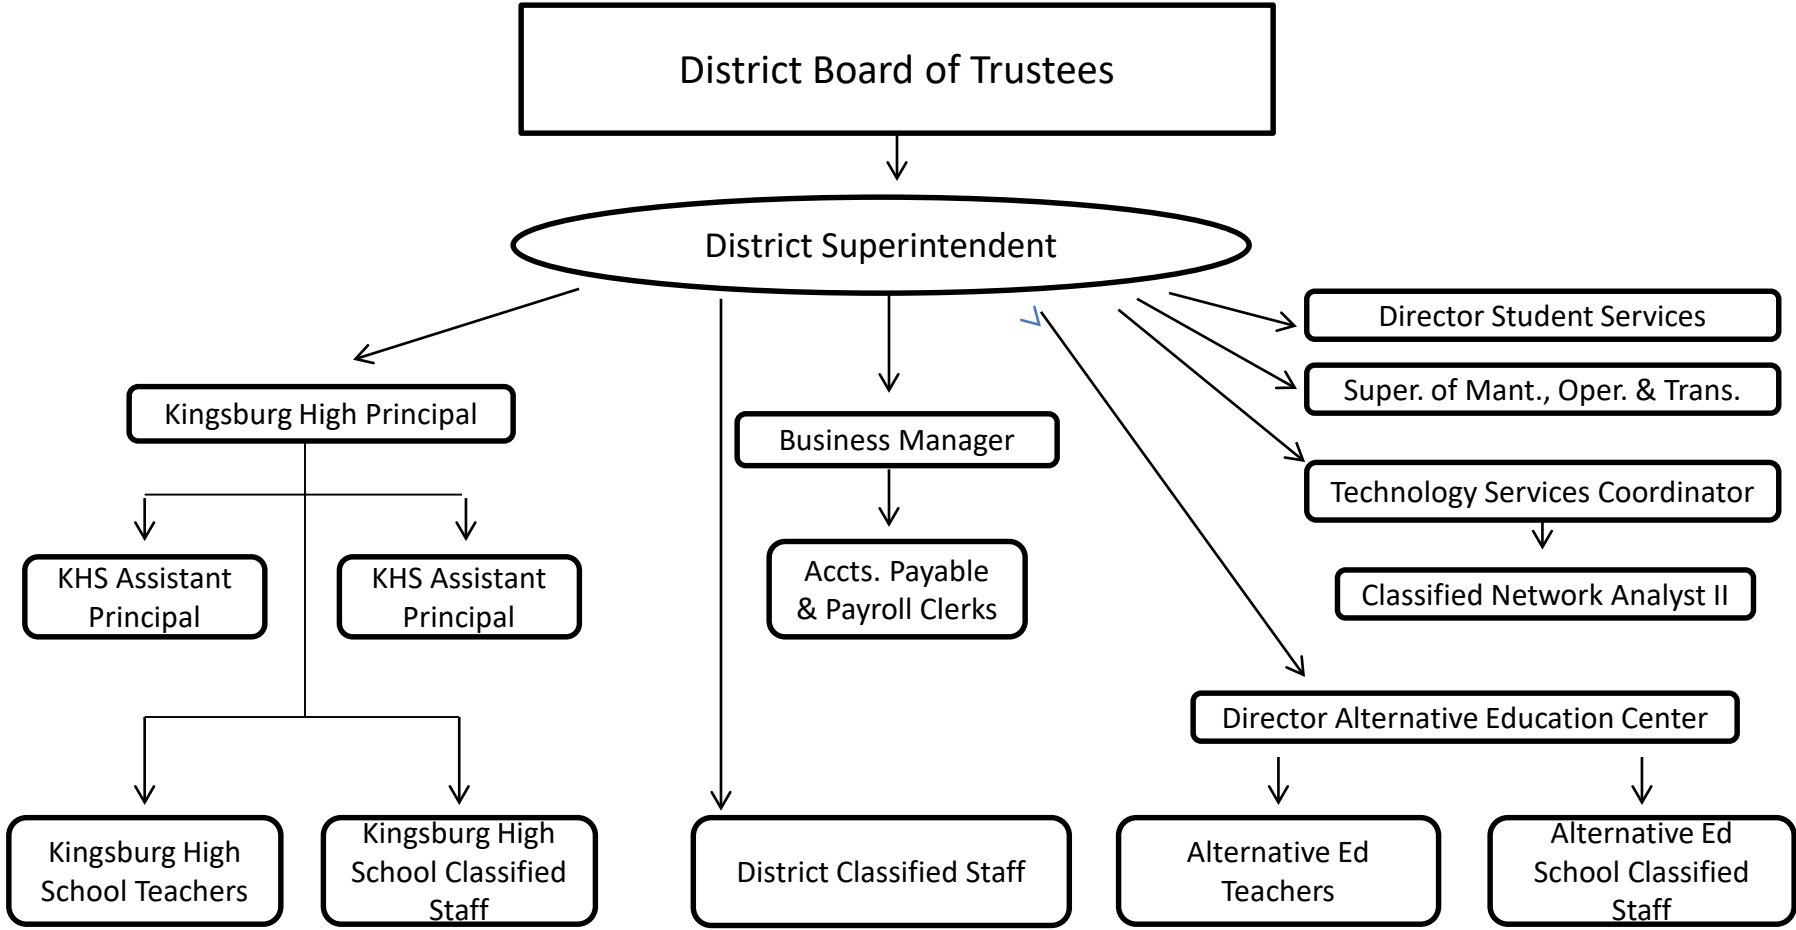 District Board of Trustees
District Superintendent
Director Student Services
Super. of Mant., Oper. & Trans.
Kingsburg High Principal
Business Manager
Technology Services Coordinator
KHS Assistant
Principal
KHS Assistant
Principal
Accts. Payable
& Payroll Clerks
Classified Network Analyst II
Director Alternative Education Center
Kingsburg High
School Teachers
Kingsburg High
School Classified
Staff
District Classified Staff
Alternative Ed
Teachers
Alternative Ed
School Classified
Staff